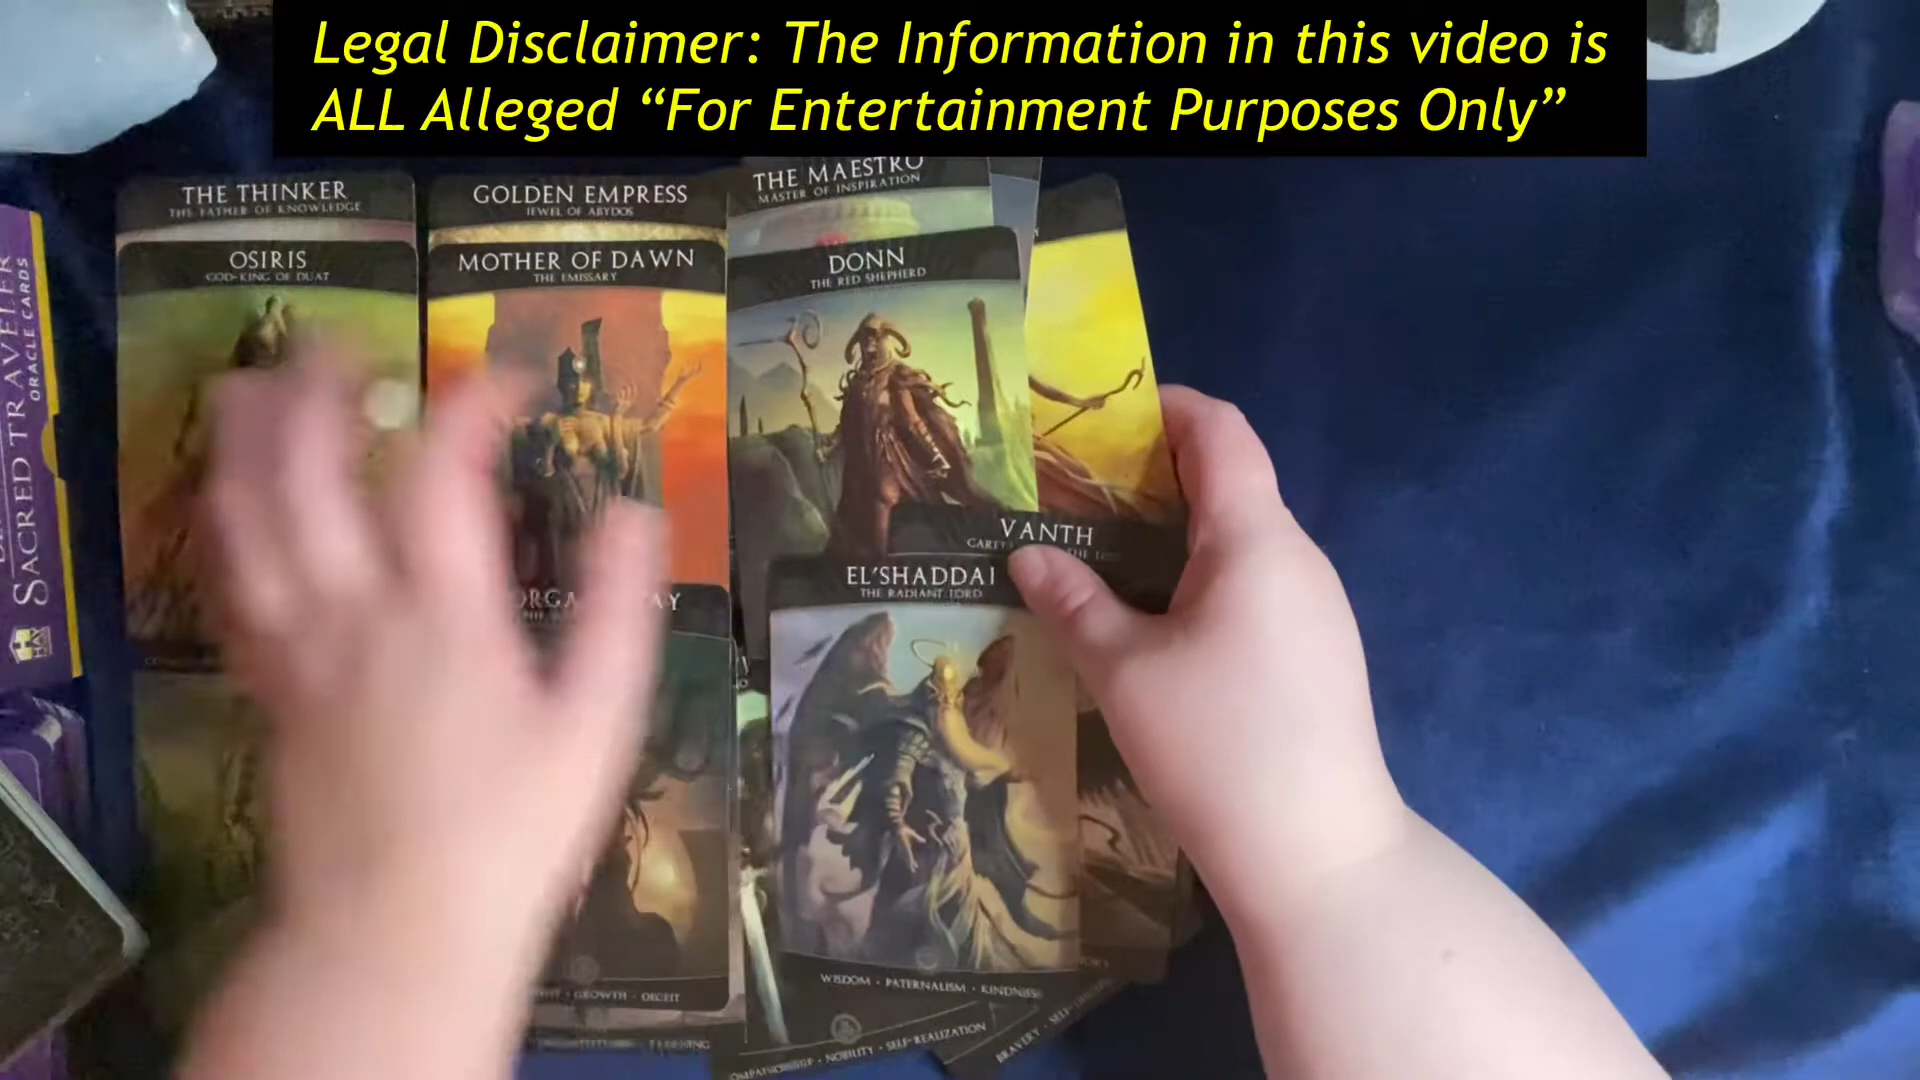 Legal Disclaimer: The Information in this video is
ALL Alleged “For Entertainment Purposes Only”
THE THINKER
THE FATHER OF KNOWLEDGE
OSIRIS
GOD-KING OF DUAT
GOLDEN EMPRESS
JEWEL OF ABYDOS
MOTHER OF DAWN
THE EMISSARY
THE MAESTRO
MASTER OF INSPIRATION
DONN
THE RED SHEPHERD
VANTH
EL'SHADDAI
THE RADIANT LORD
WISDOM · PATERNALISM · KINDNESS
· GROWTH · DECEIT
· NOBILITY · SELF-REALIZATION
BRAVERY ·
SACRED TRAVELER
ORACLE CARDS
HAY